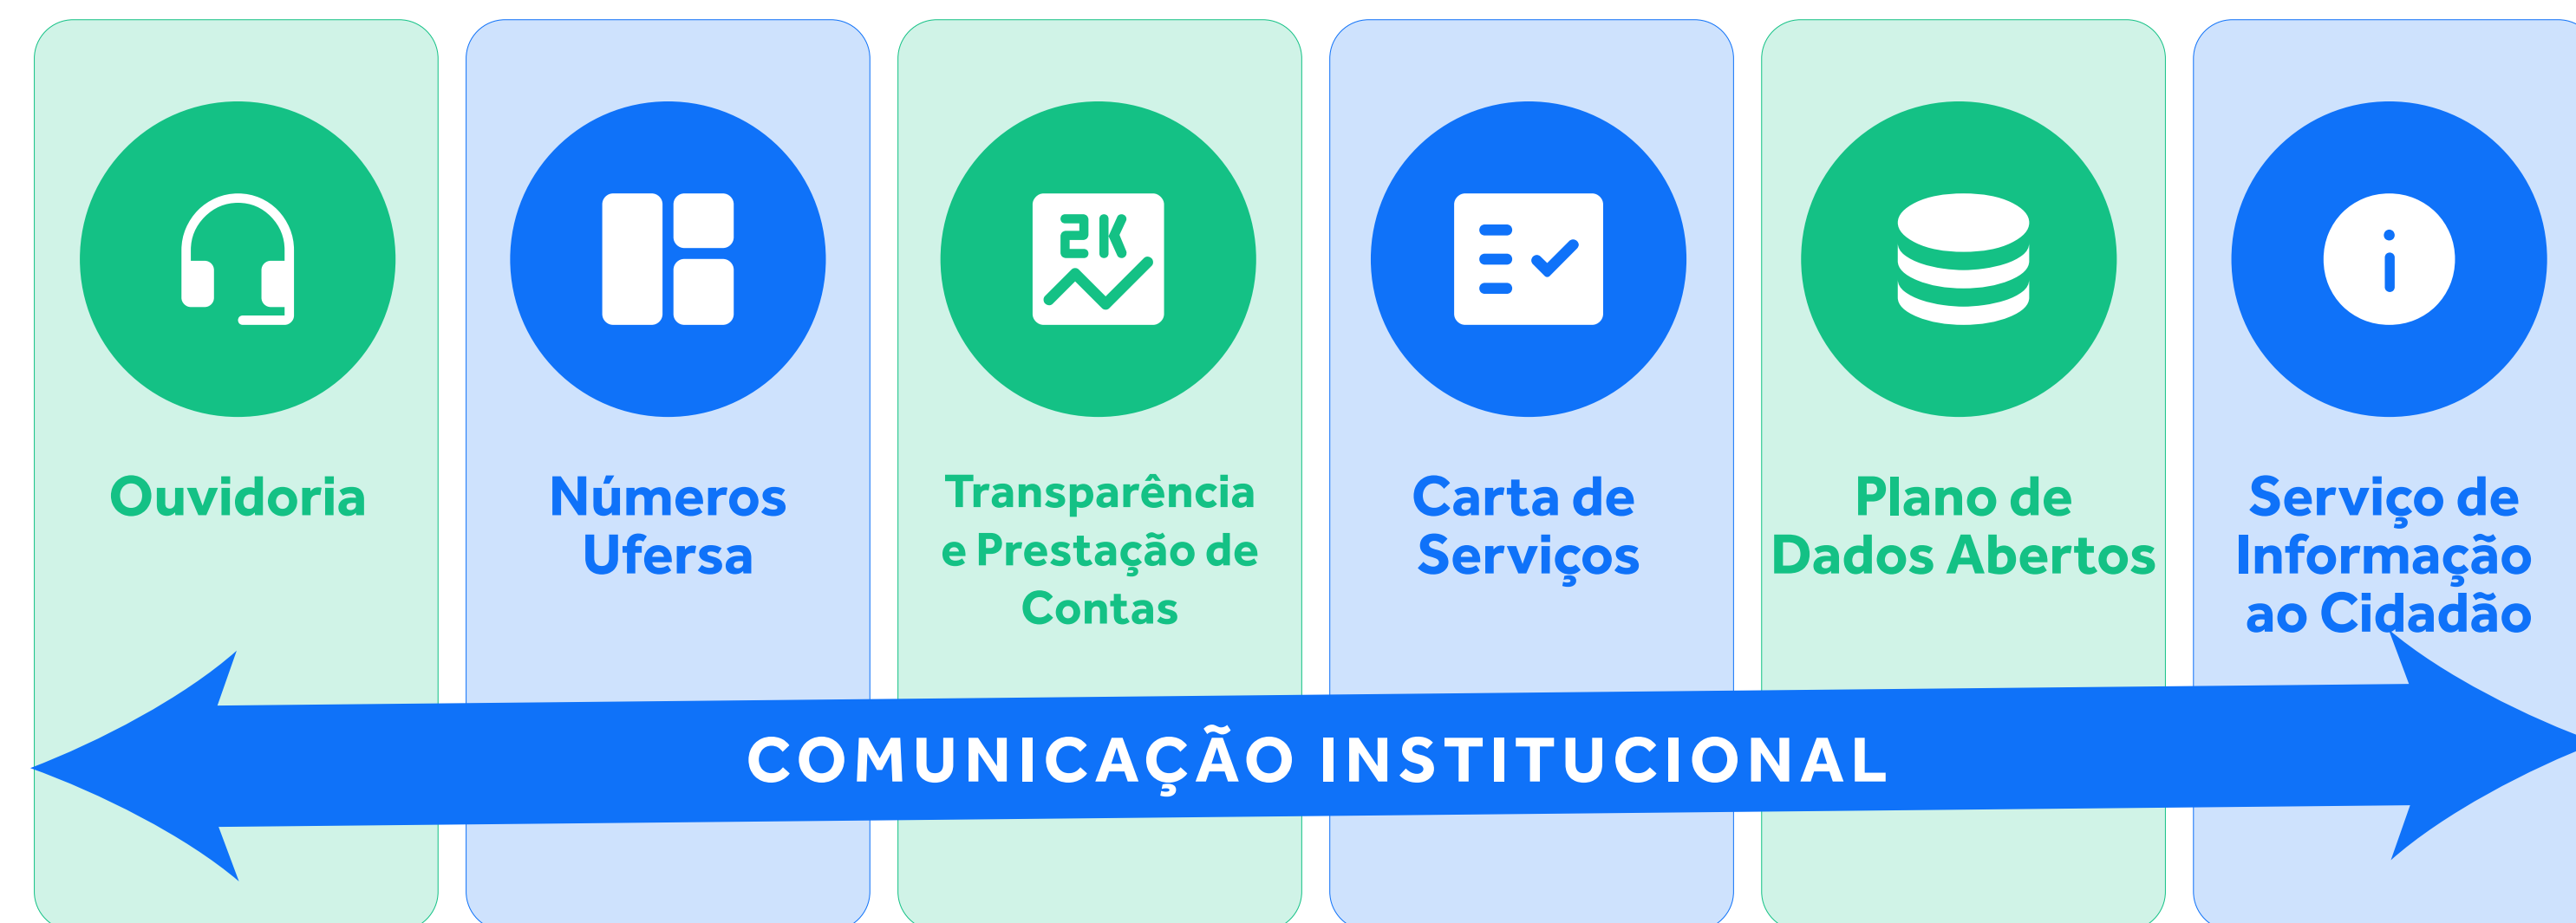 Ouvidoria
Números
Ufersa
2K
Transparência
e Prestação de
Contas
Carta de
Serviços
Plano de
Dados Abertos
i
Serviço de
Informação
ao Cidadão
COMUNICAÇÃO INSTITUCIONAL